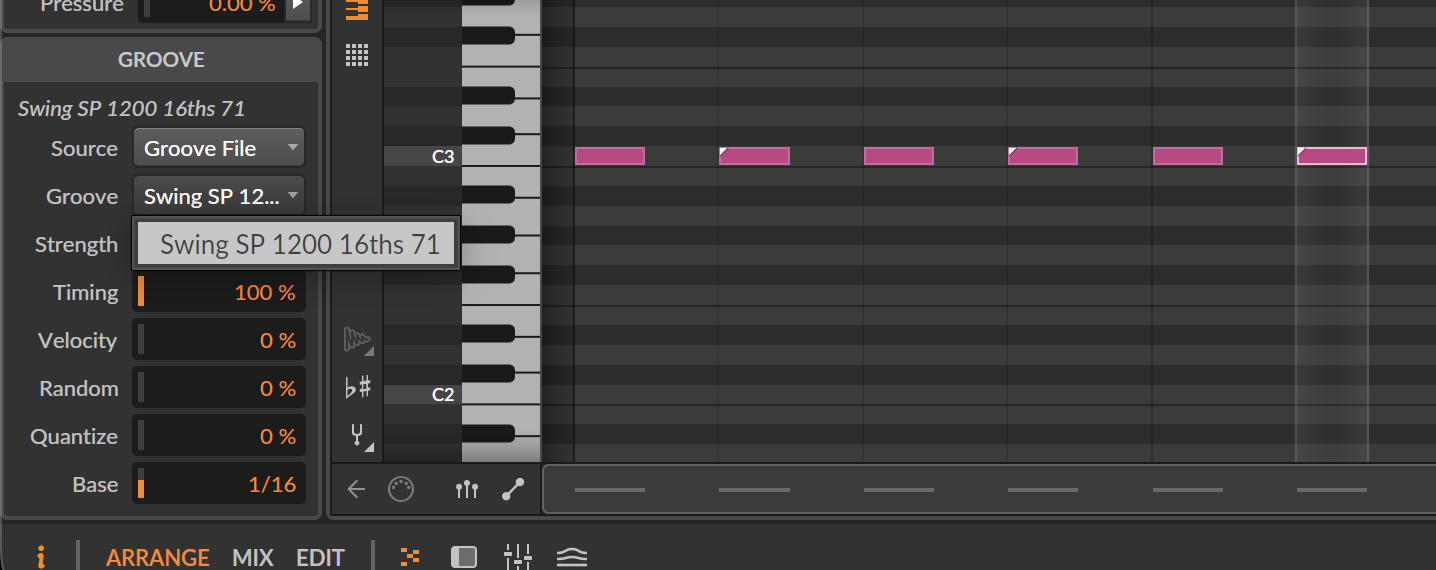 Pressure 0.00 %
GROOVE
Swing SP 1200 16ths 71
Source Groove File
Groove Swing SP 12...
Strength
Swing SP 1200 16ths 71
Timing 100 %
Velocity 0 %
Random 0 %
Quantize 0 %
Base 1/16
C3
C2
ARRANGE MIX EDIT